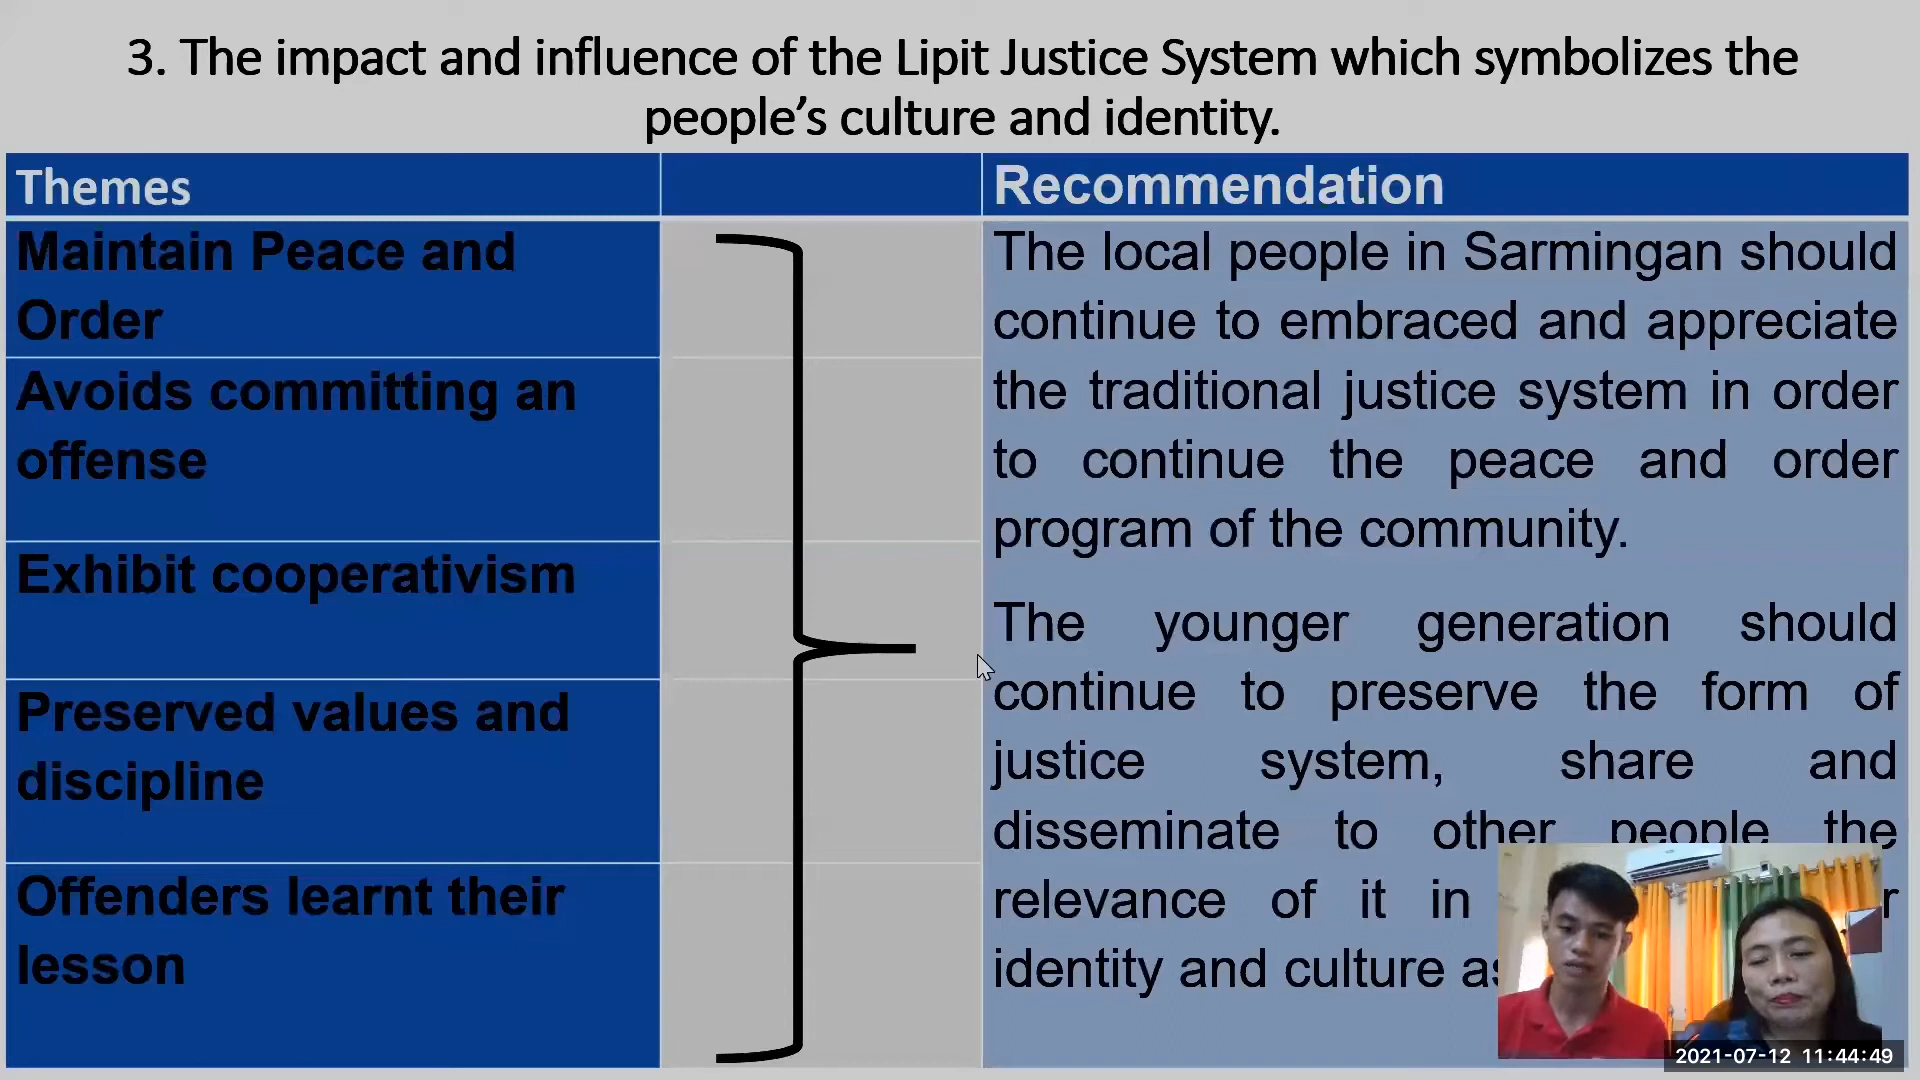 3. The impact and influence of the Lipit Justice System which symbolizes the
people’s culture and identity.
Themes
Recommendation
Maintain Peace and
Order
Avoids committing an
offense
Exhibit cooperativism
Preserved values and
discipline
Offenders learnt their
lesson
The local people in Sarmingan should
continue to embraced and appreciate
the traditional justice system in order
to continue the peace and order
program of the community.
The younger generation should
continue to preserve the form of
justice system, share and
disseminate to other people the
relevance of it in
identity and culture
2021-07-12 11:44:49